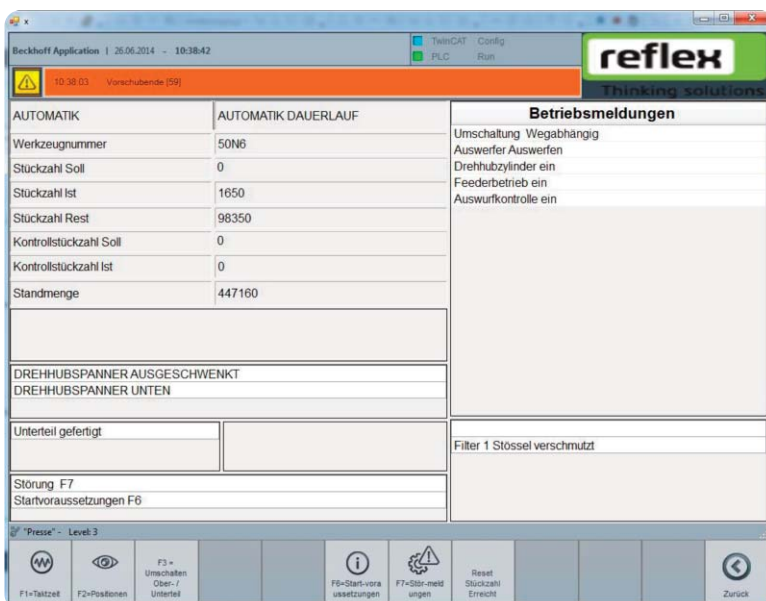 x
Beckhoff Application | 26.06.2014 - 10:38:42
TwinCAT Config
PLC Run
reflex
Thinking solutions
10:38:03 Vorschubende [59]
AUTOMATIK AUTOMATIK DAUERLAUF
Werkzeugnummer 50N6
Stückzahl Soll 0
Stückzahl Ist 1650
Stückzahl Rest 98350
Kontrollstückzahl Soll 0
Kontrollstückzahl Ist 0
Standmenge 447160
DREHHUBSPANNER AUSGESCHWENKT
DREHHUBSPANNER UNTEN
Unterteil gefertigt
Störung F7
Startvoraussetzungen F6
Betriebsmeldungen
Umschaltung Wegabhängig
Auswerfer Auswerfen
Drehhubzylinder ein
Feederbetrieb ein
Auswurfkontrolle ein
Filter 1 Stössel verschmutzt
"Presse" - Level: 3
F1=Taktzeit
F2=Positionen
F3 =
Umschalten
Ober- /
Unterteil
F6=Start-vora
ussetzungen
F7=Stör-meld
ungen
Reset
Stückzahl
Erreicht
Zurück